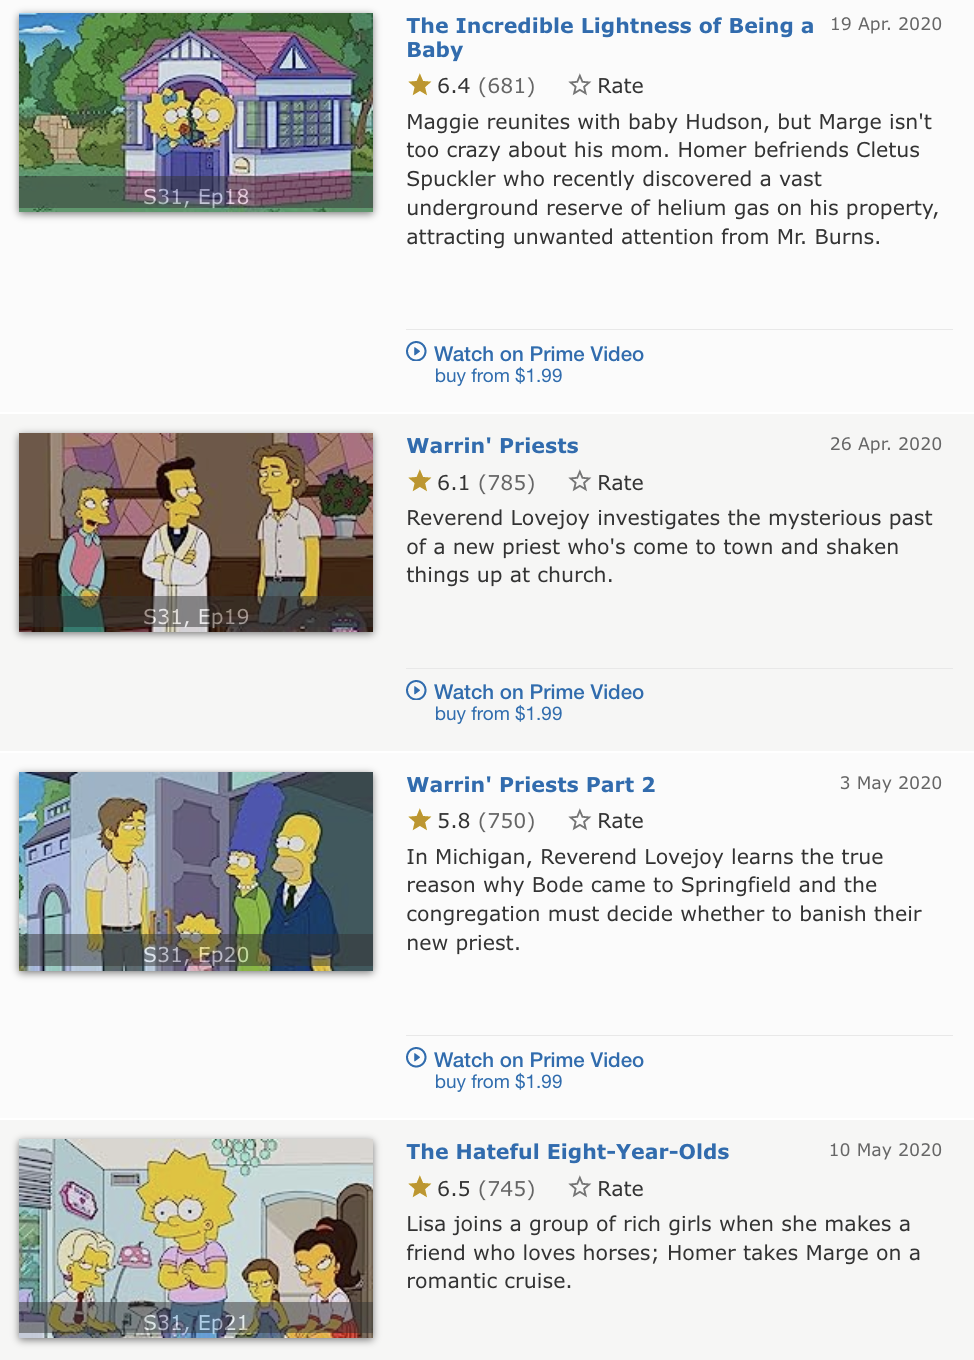 The Incredible Lightness of Being a
Baby
19 Apr. 2020
6.4 (681) Rate
Maggie reunites with baby Hudson, but Marge isn't
too crazy about his mom. Homer befriends Cletus
Spuckler who recently discovered a vast
underground reserve of helium gas on his property,
attracting unwanted attention from Mr. Burns.
S31, Ep18
Watch on Prime Video
buy from $1.99
Warrin' Priests
26 Apr. 2020
6.1 (785) Rate
Reverend Lovejoy investigates the mysterious past
of a new priest who's come to town and shaken
things up at church.
S31, Ep19
Watch on Prime Video
buy from $1.99
Warrin' Priests Part 2
3 May 2020
5.8 (750) Rate
In Michigan, Reverend Lovejoy learns the true
reason why Bode came to Springfield and the
congregation must decide whether to banish their
new priest.
S31, Ep20
Watch on Prime Video
buy from $1.99
The Hateful Eight-Year-Olds
10 May 2020
6.5 (745) Rate
Lisa joins a group of rich girls when she makes a
friend who loves horses; Homer takes Marge on a
romantic cruise.
S31, Ep21